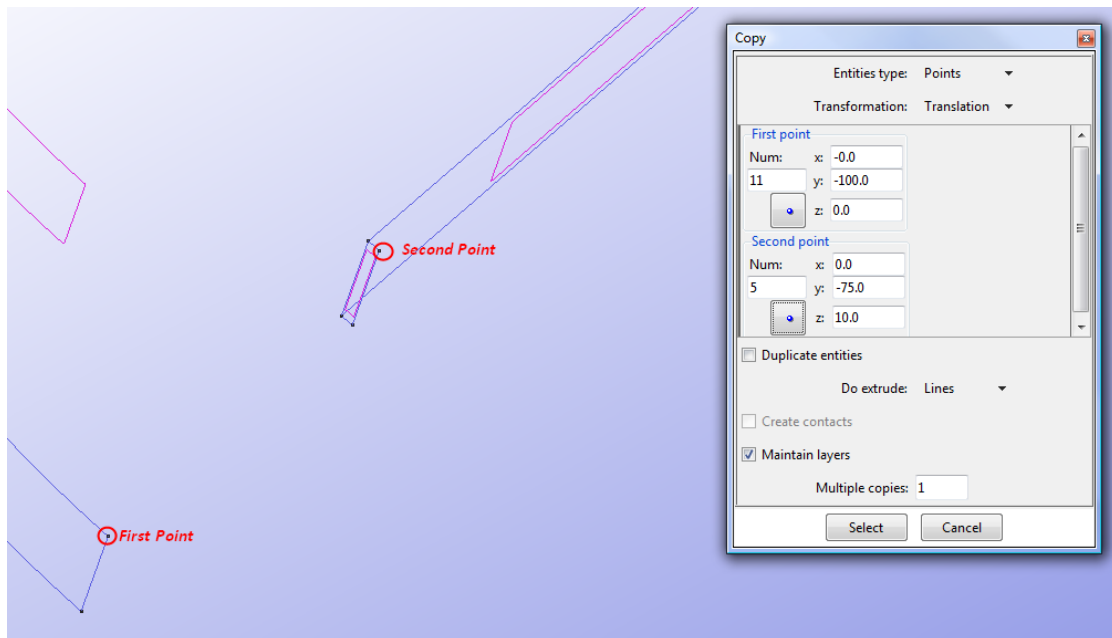 Copy
Entities type: Points
Transformation: Translation
First point
Num: x: -0.0
11 y: -100.0
z: 0.0
Second point
Num: x: 0.0
5 y: -75.0
z: 10.0
Duplicate entities
Do extrude: Lines
Create contacts
Maintain layers
Multiple copies: 1
Select Cancel
Second Point
First Point